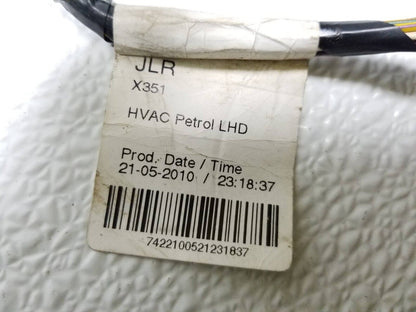 JLR
X351
HVAC Petrol LHD
Prod. Date / Time
21-05-2010 / 23:18:37
7422100521231837